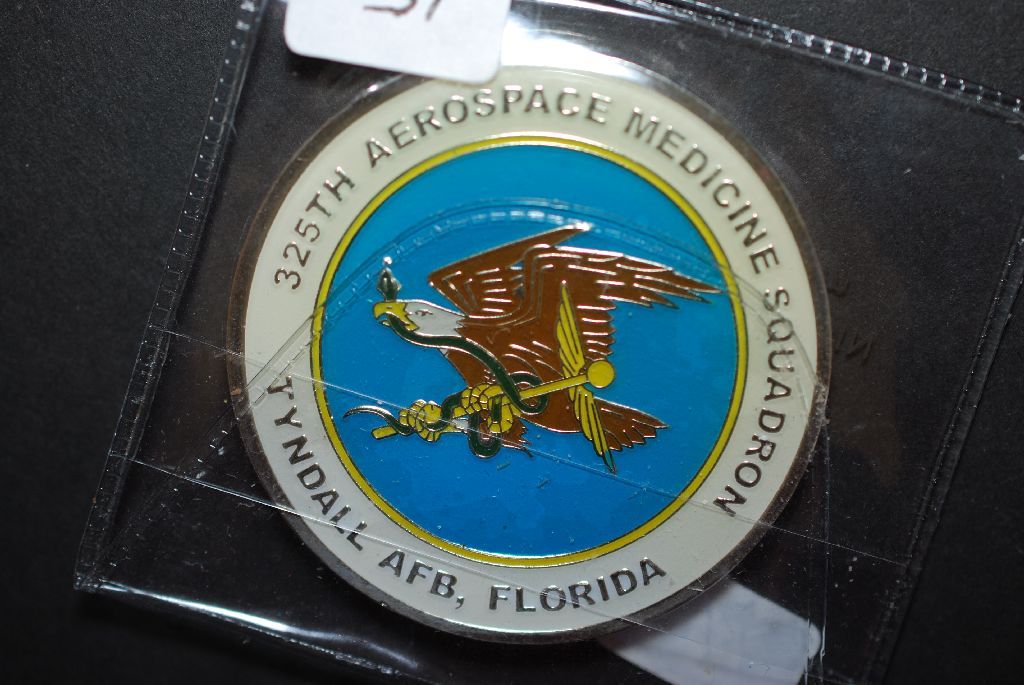 325TH AEROSPACE MEDICINE SQUADRON
TYNDALL AFB, FLORIDA